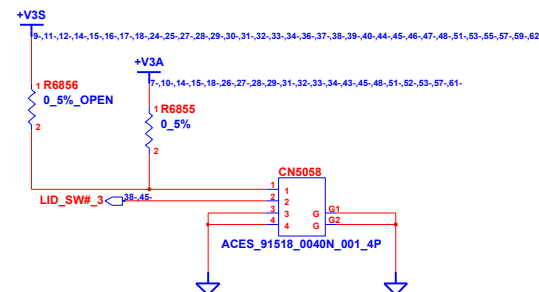 +V3S
9-,11-,12-,14-,15-,16-,17-,18-,24-,25-,27-,28-,29-,30-,31-,32-,33-,34-,36-,37-,38-,39-,40-,44-,45-,46-,47-,48-,51-,53-,55-,57-,59-,62
+V3A
7-,10-,14-,15-,18-,26-,27-,28-,29-,31-,32-,33-,34-,43-,45-,48-,51-,52-,53-,57-,61-
1 R6856
0_5%_OPEN
2
1 R6855
0_5%
2
CN5058
1 1
LID_SW#_3 38-,45- 2 2
3 3 G G1
4 4 G G2
ACES_91518_0040N_001_4P